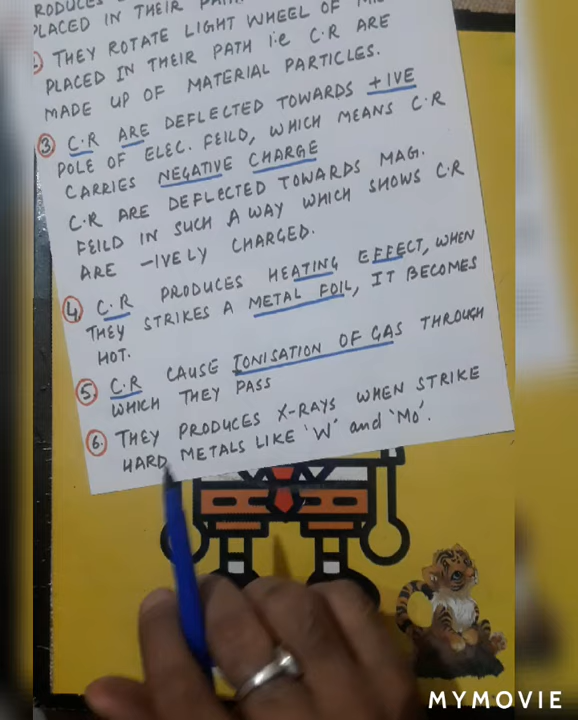 PLACED IN THEIR
THEY ROTATE LIGHT WHEEL OF
PLACED IN THEIR PATH i.e C.R ARE
MADE UP OF MATERIAL PARTICLES.
3 C.R ARE DEFLECTED TOWARDS +IVE
POLE OF ELEC. FEILD, WHICH MEANS C.R
CARRIES NEGATIVE CHARGE
C.R ARE DEFLECTED TOWARDS MAG.
FEILD IN SUCH A WAY WHICH SHOWS C.R
ARE -IVELY CHARGED.
4 C.R PRODUCES HEATING EFFECT, WHEN
THEY STRIKES A METAL FOIL, IT BECOMES
HOT.
5. C.R CAUSE IONISATION OF GAS THROUGH
WHICH THEY PASS
6. THEY PRODUCES X-RAYS WHEN STRIKE
HARD METALS LIKE 'W' and 'Mo'.
MYMOVIE